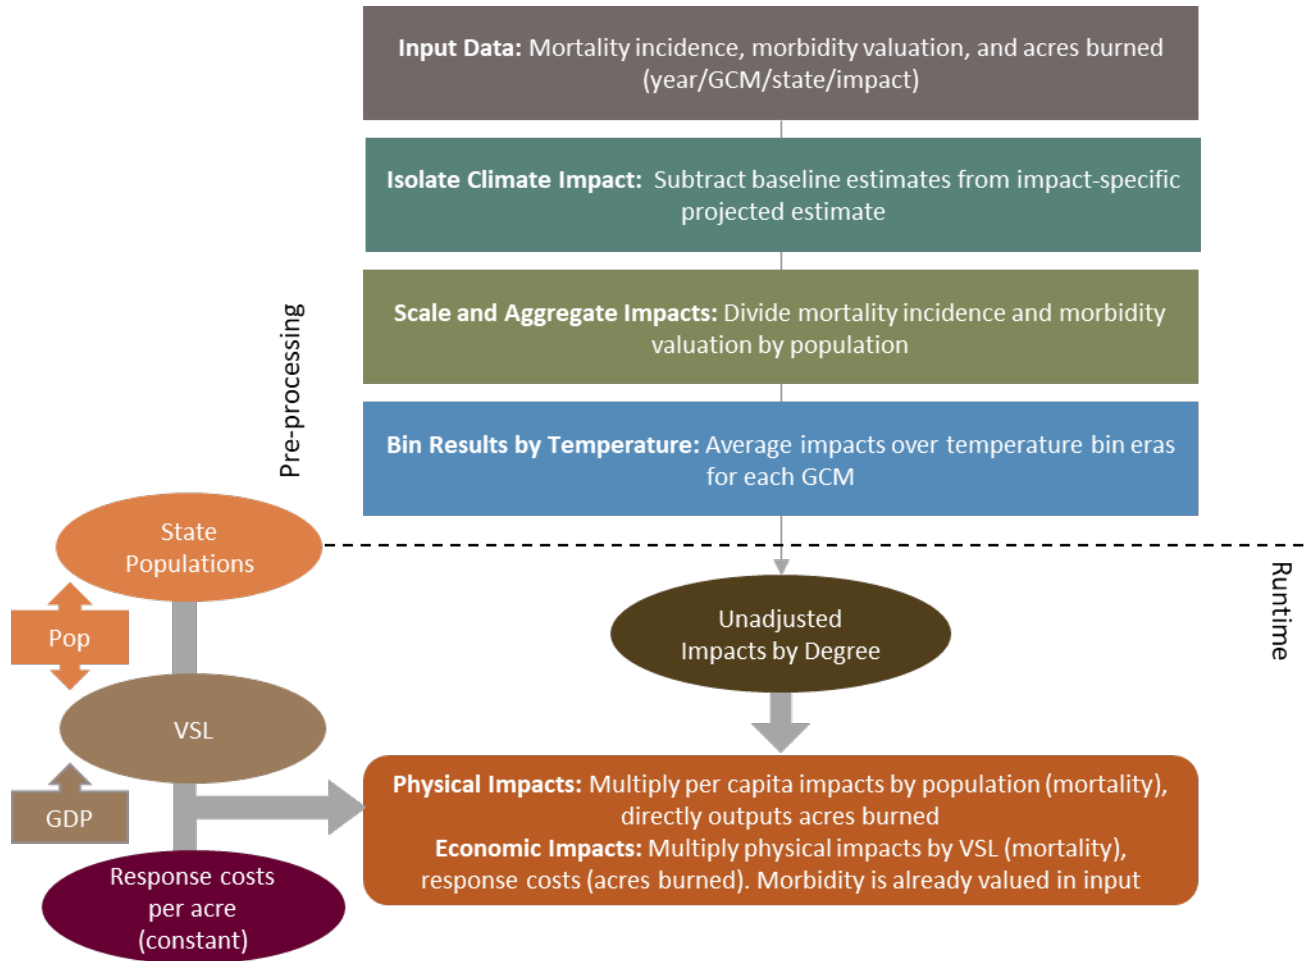 Input Data: Mortality incidence, morbidity valuation, and acres burned
(year/GCM/state/impact)
Isolate Climate Impact: Subtract baseline estimates from impact-specific
projected estimate
Scale and Aggregate Impacts: Divide mortality incidence and morbidity
valuation by population
Bin Results by Temperature: Average impacts over temperature bin eras
for each GCM
Pre-processing
Runtime
State
Populations
Pop
VSL
GDP
Response costs
per acre
(constant)
Unadjusted
Impacts by Degree
Physical Impacts: Multiply per capita impacts by population (mortality),
directly outputs acres burned
Economic Impacts: Multiply physical impacts by VSL (mortality),
response costs (acres burned). Morbidity is already valued in input